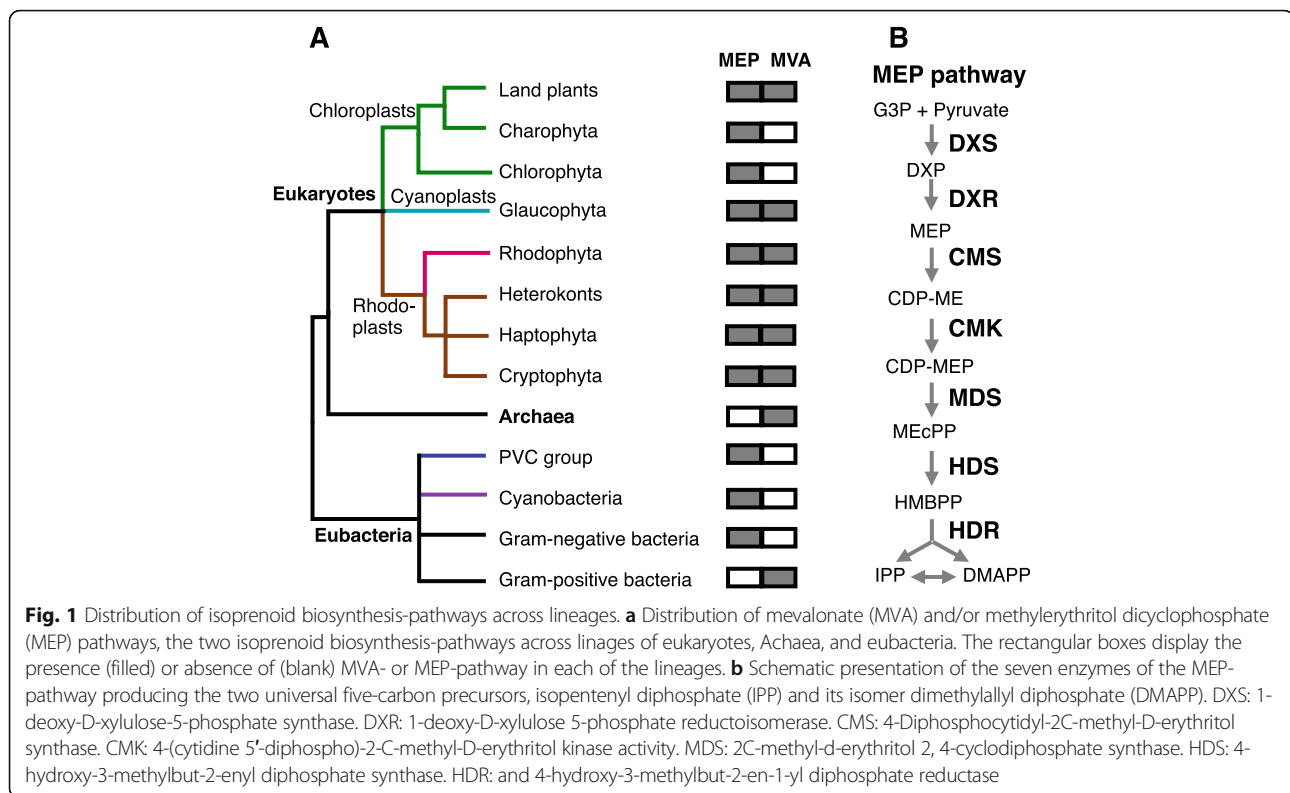 A
MEP MVA
Eukaryotes
Chloroplasts
Cyanoplasts
Rhodo-
plasts
Land plants
Charophyta
Chlorophyta
Glaucophyta
Rhodophyta
Heterokonts
Haptophyta
Cryptophyta
Archaea
Eubacteria
PVC group
Cyanobacteria
Gram-negative bacteria
Gram-positive bacteria
B
MEP pathway
G3P + Pyruvate
DXS
DXP
DXR
MEP
CMS
CDP-ME
CMK
CDP-MEP
MDS
MEcPP
HDS
HMBPP
HDR
IPP DMAPP
Fig. 1 Distribution of isoprenoid biosynthesis-pathways across lineages. a Distribution of mevalonate (MVA) and/or methylerythritol dicyclophosphate
(MEP) pathways, the two isoprenoid biosynthesis-pathways across linages of eukaryotes, Achaea, and eubacteria. The rectangular boxes display the
presence (filled) or absence of (blank) MVA- or MEP-pathway in each of the lineages. b Schematic presentation of the seven enzymes of the MEP-
pathway producing the two universal five-carbon precursors, isopentenyl diphosphate (IPP) and its isomer dimethylallyl diphosphate (DMAPP). DXS: 1-
deoxy-D-xylulose-5-phosphate synthase. DXR: 1-deoxy-D-xylulose 5-phosphate reductoisomerase. CMS: 4-Diphosphocytidyl-2C-methyl-D-erythritol
synthase. CMK: 4-(cytidine 5′-diphospho)-2-C-methyl-D-erythritol kinase activity. MDS: 2C-methyl-d-erythritol 2, 4-cyclodiphosphate synthase. HDS: 4-
hydroxy-3-methylbut-2-enyl diphosphate synthase. HDR: and 4-hydroxy-3-methylbut-2-en-1-yl diphosphate reductase